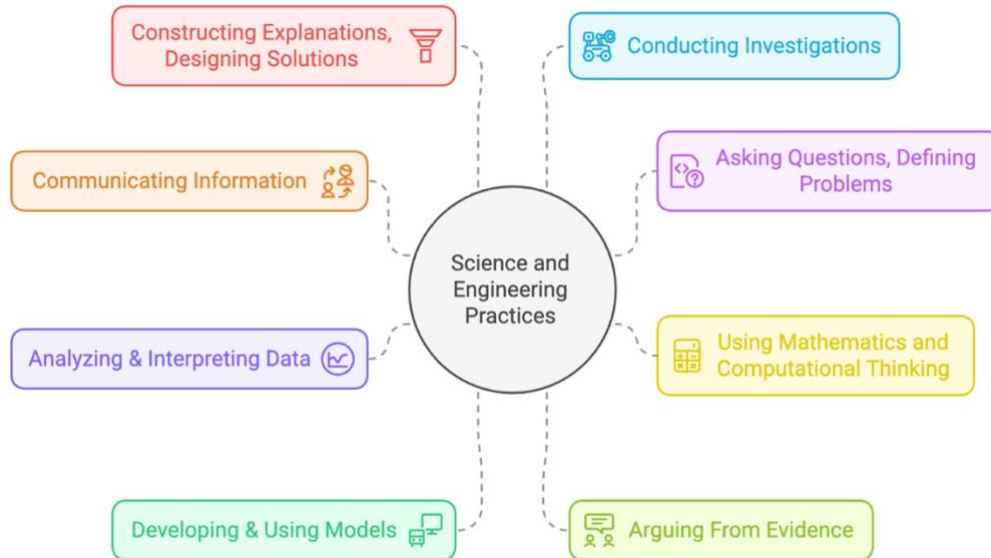 Constructing Explanations,
Designing Solutions
Conducting Investigations
Communicating Information
Asking Questions, Defining
Problems
Science and
Engineering
Practices
Analyzing & Interpreting Data
Using Mathematics and
Computational Thinking
Developing & Using Models
Arguing From Evidence